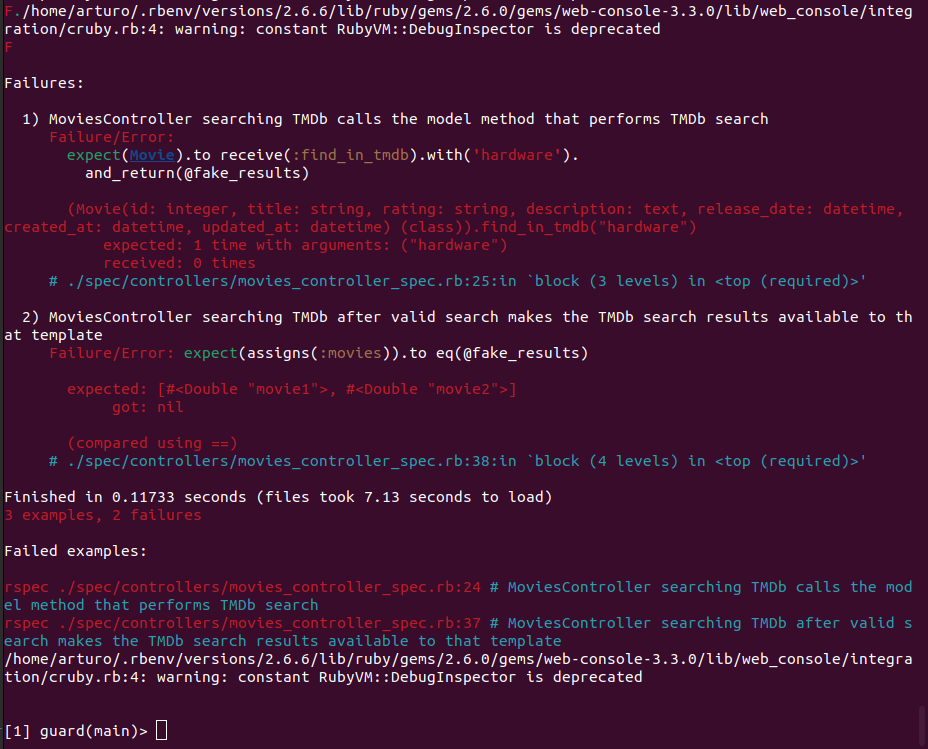 F./home/arturo/.rbenv/versions/2.6.6/lib/ruby/gems/2.6.0/gems/web-console-3.3.0/lib/web_console/integ
ration/cruby.rb:4: warning: constant RubyVM::DebugInspector is deprecated
F
Failures:
1) MoviesController searching TMDb calls the model method that performs TMDb search
Failure/Error:
expect(Movie).to receive(:find_in_tmdb).with('hardware').
and_return(@fake_results)
(Movie(id: integer, title: string, rating: string, description: text, release_date: datetime,
created_at: datetime, updated_at: datetime) (class)).find_in_tmdb("hardware")
expected: 1 time with arguments: ("hardware")
received: 0 times
# ./spec/controllers/movies_controller_spec.rb:25:in `block (3 levels) in <top (required)>'
2) MoviesController searching TMDb after valid search makes the TMDb search results available to th
at template
Failure/Error: expect(assigns(:movies)).to eq(@fake_results)
expected: [#<Double "movie1">, #<Double "movie2">]
got: nil
(compared using ==)
# ./spec/controllers/movies_controller_spec.rb:38:in `block (4 levels) in <top (required)>'
Finished in 0.11733 seconds (files took 7.13 seconds to load)
3 examples, 2 failures
Failed examples:
rspec ./spec/controllers/movies_controller_spec.rb:24 # MoviesController searching TMDb calls the mod
el method that performs TMDb search
rspec ./spec/controllers/movies_controller_spec.rb:37 # MoviesController searching TMDb after valid s
earch makes the TMDb search results available to that template
/home/arturo/.rbenv/versions/2.6.6/lib/ruby/gems/2.6.0/gems/web-console-3.3.0/lib/web_console/integra
tion/cruby.rb:4: warning: constant RubyVM::DebugInspector is deprecated
[1] guard(main)>